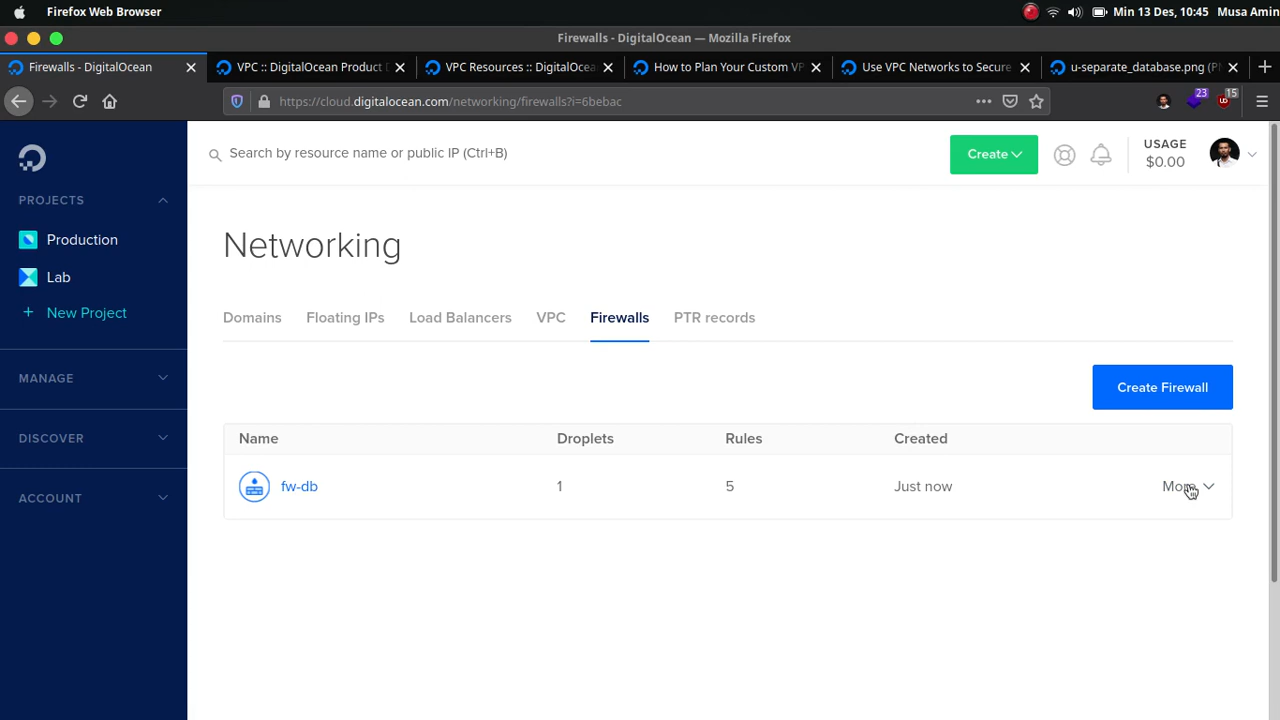 Firefox Web Browser
Min 13 Des, 10:45 Musa Amin
Firewalls - DigitalOcean — Mozilla Firefox
Firewalls - DigitalOcean
VPC :: DigitalOcean Product D
VPC Resources :: DigitalOcea
How to Plan Your Custom VP
Use VPC Networks to Secure
u-separate_database.png (P
https://cloud.digitalocean.com/networking/firewalls?i=6bebac
23
15
Search by resource name or public IP (Ctrl+B)
Create
USAGE
$0.00
PROJECTS
Production
Lab
+ New Project
MANAGE
DISCOVER
ACCOUNT
Networking
Domains Floating IPs Load Balancers VPC Firewalls PTR records
Create Firewall
Name Droplets Rules Created
fw-db 1 5 Just now More